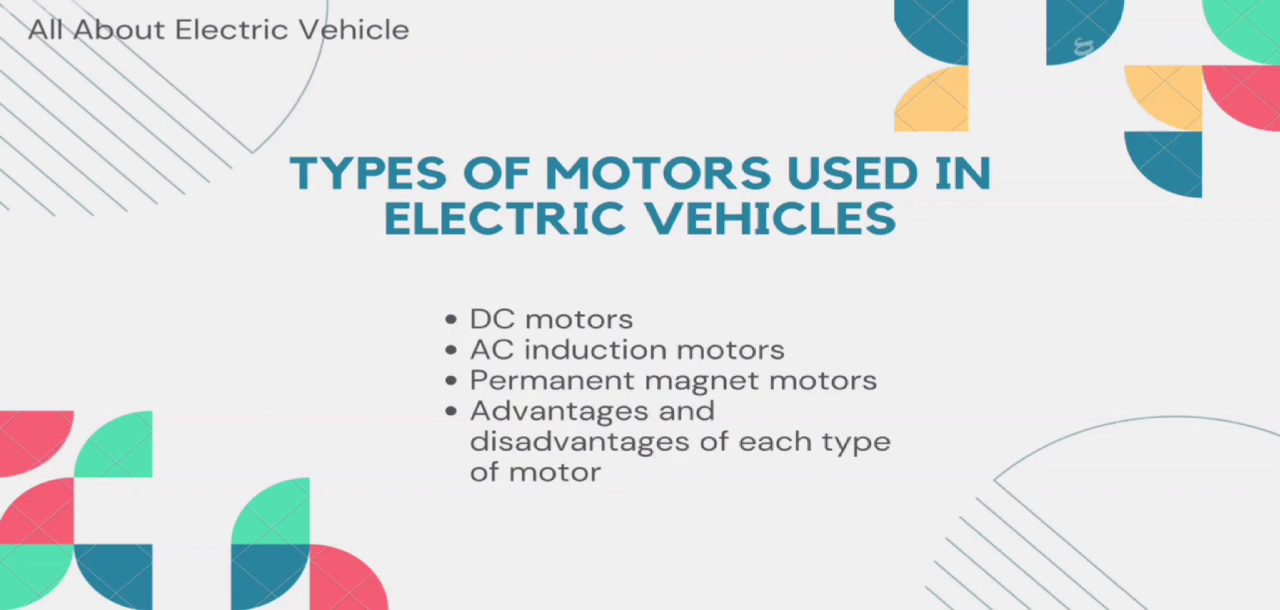 All About Electric Vehicle
TYPES OF MOTORS USED IN
ELECTRIC VEHICLES
• DC motors
• AC induction motors
• Permanent magnet motors
• Advantages and
disadvantages of each type
of motor